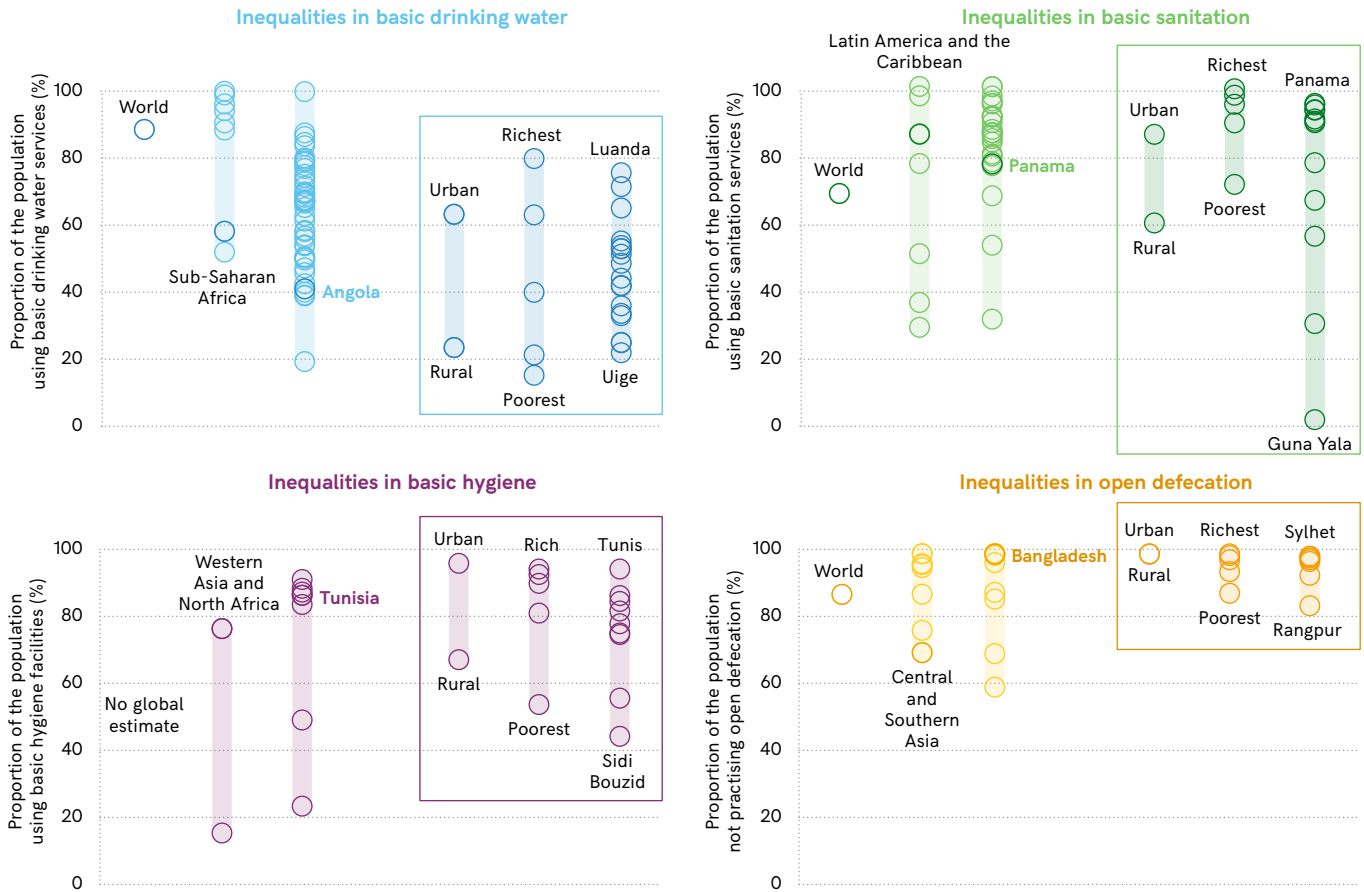 Inequalities in basic drinking water
Proportion of the population
using basic drinking water services (%)
100
80
60
40
20
0
World
Sub-Saharan
Africa
Angola
Urban
Rural
Richest
Poorest
Luanda
Uige
Inequalities in basic sanitation
Proportion of the population
using basic sanitation services (%)
100
80
60
40
20
0
World
Latin America and the
Caribbean
Panama
Urban
Rural
Richest
Poorest
Panama
Guna Yala
Inequalities in basic hygiene
Proportion of the population
using basic hygiene facilities (%)
100
80
60
40
20
0
No global
estimate
Western
Asia and
North Africa
Tunisia
Urban
Rural
Rich
Poorest
Tunis
Sidi
Bouzid
Inequalities in open defecation
Proportion of the population
not practising open defecation (%)
100
80
60
40
20
0
World
Central
and
Southern
Asia
Bangladesh
Urban
Rural
Richest
Poorest
Sylhet
Rangpur